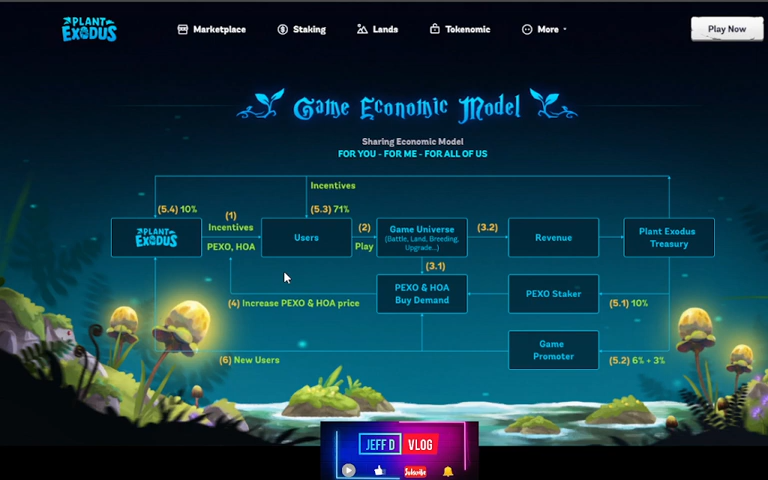 PLANT EXODUS
Marketplace
Staking
Lands
Tokenomic
More
Play Now
Game Economic Model
Sharing Economic Model
FOR YOU - FOR ME - FOR ALL OF US
Incentives
(5.4) 10%
(1)
Incentives
PEXO, HOA
(5.3) 71%
(2)
Play
(3.2)
PLANT EXODUS
Users
Game Universe
(Battle, Land, Breeding,
Upgrade...)
Revenue
Plant Exodus
Treasury
(3.1)
PEXO & HOA
Buy Demand
PEXO Staker
(5.1) 10%
(4) Increase PEXO & HOA price
Game
Promoter
(5.2) 6% + 3%
(6) New Users
JEFF D VLOG
Subscribe